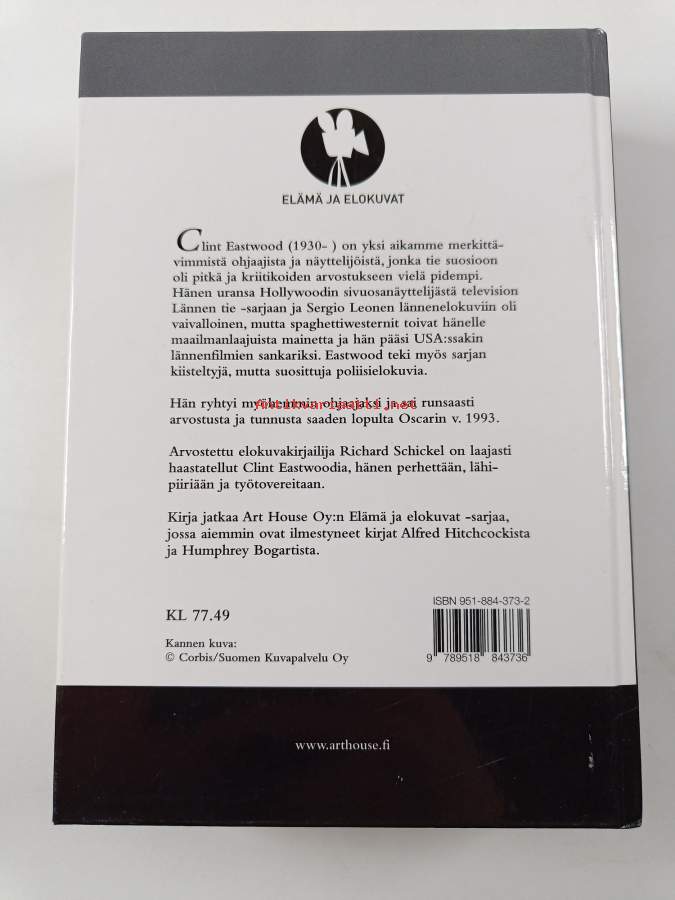 ELÄMÄ JA ELOKUVAT
Clint Eastwood (1930- ) on yksi aikamme merkittä-
vimmistä ohjaajista ja näyttelijöistä, jonka tie suosioon
oli pitkä ja kriitikoiden arvostukseen vielä pidempi.
Hänen uransa Hollywoodin sivuosanäyttelijästä television
Lännen tie -sarjaan ja Sergio Leonen lännenelokuviin oli
vaivalloinen, mutta spaghettiwesternit toivat hänelle
maailmanlaajuista mainetta ja hän pääsi USA:ssakin
lännenfilmien sankariksi. Eastwood teki myös sarjan
kiisteltyjä, mutta suosittuja poliisielokuvia.
Hän ryhtyi myöhemmin ohjaajaksi ja sai runsaasti
Antikvariaatti.net
arvostusta ja tunnusta saaden lopulta Oscarin v. 1993.
Arvostettu elokuvakirjailija Richard Schickel on laajasti
haastatellut Clint Eastwoodia, hänen perhettään, lähi-
piiriään ja työtovereitaan.
Kirja jatkaa Art House Oy:n Elämä ja elokuvat -sarjaa,
jossa aiemmin ovat ilmestyneet kirjat Alfred Hitchcockista
ja Humphrey Bogartista.
ISBN 951-884-373-2
KL 77.49
Kannen kuva:
© Corbis/Suomen Kuvapalvelu Oy
9 789518 843736
www.arthouse.fi